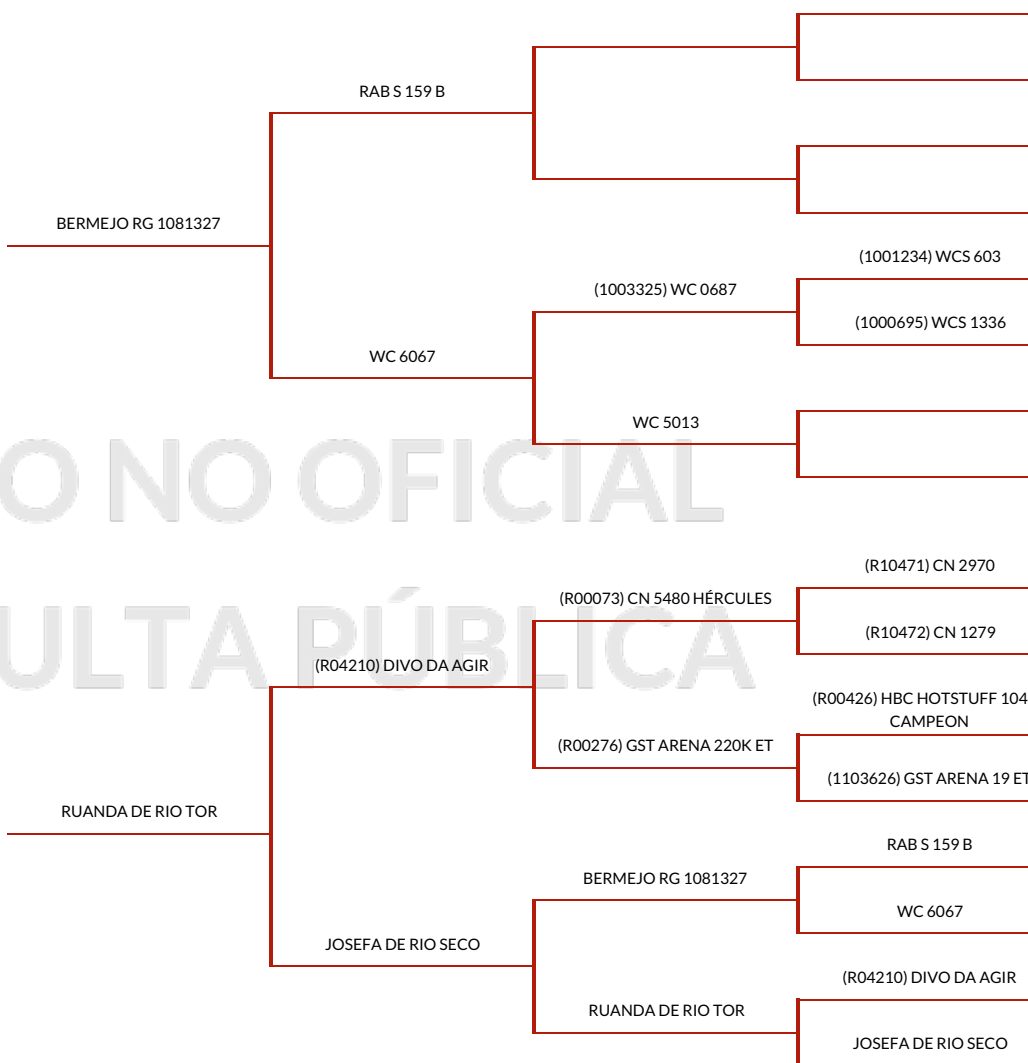 RAB S 159 B
BERMEJO RG 1081327
(1001234) WCS 603
(1003325) WC 0687
(1000695) WCS 1336
WC 6067
WC 5013
O NO OFICIAL
(R10471) CN 2970
(R00073) CN 5480 HÉRCULES
(R10472) CN 1279
ULTA PÚBLICA
(R04210) DIVO DA AGIR
(R00426) HBC HOTSTUFF 104
CAMPEON
(R00276) GST ARENA 220K ET
(1103626) GST ARENA 19 ET
RUANDA DE RIO TOR
RAB S 159 B
BERMEJO RG 1081327
WC 6067
JOSEFA DE RIO SECO
(R04210) DIVO DA AGIR
RUANDA DE RIO TOR
JOSEFA DE RIO SECO